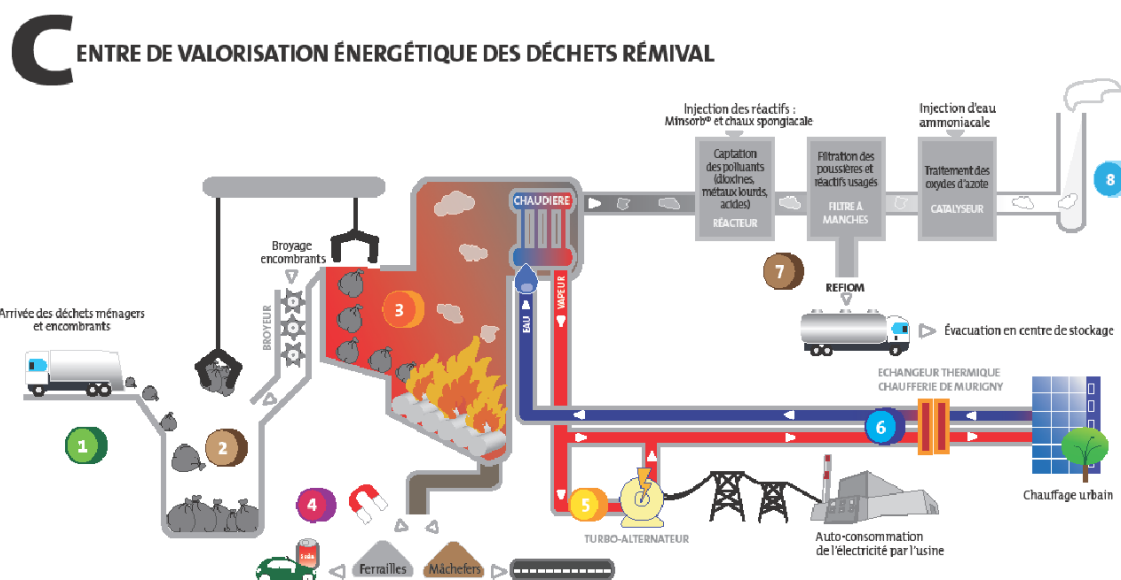 CENTRE DE VALORISATION ÉNERGÉTIQUE DES DÉCHETS RÉMIVAL
Injection des réactifs :
Minsorb® et chaux spongiacale
Injection d'eau
ammoniacale
Captation
des polluants
(dioxines,
métaux lourds,
acides)
RÉACTEUR
Filtration des
poussières et
réactifs usagés
FILTRE À
MANCHES
Traitement des
oxydes d'azote
CATALYSEUR
8
CHAUDIERE
Broyage
encombrants
BROYEUR
3
EAU
VAPEUR
7
REFIOM
Évacuation en centre de stockage
Arrivée des déchets ménagers
et encombrants
1
2
ECHANGEUR THERMIQUE
CHAUFFERIE DE MURIGNY
6
Chauffage urbain
4
5
TURBO-ALTERNATEUR
Auto-consommation
de l'électricité par l'usine
Ferrailles
Mâchefers